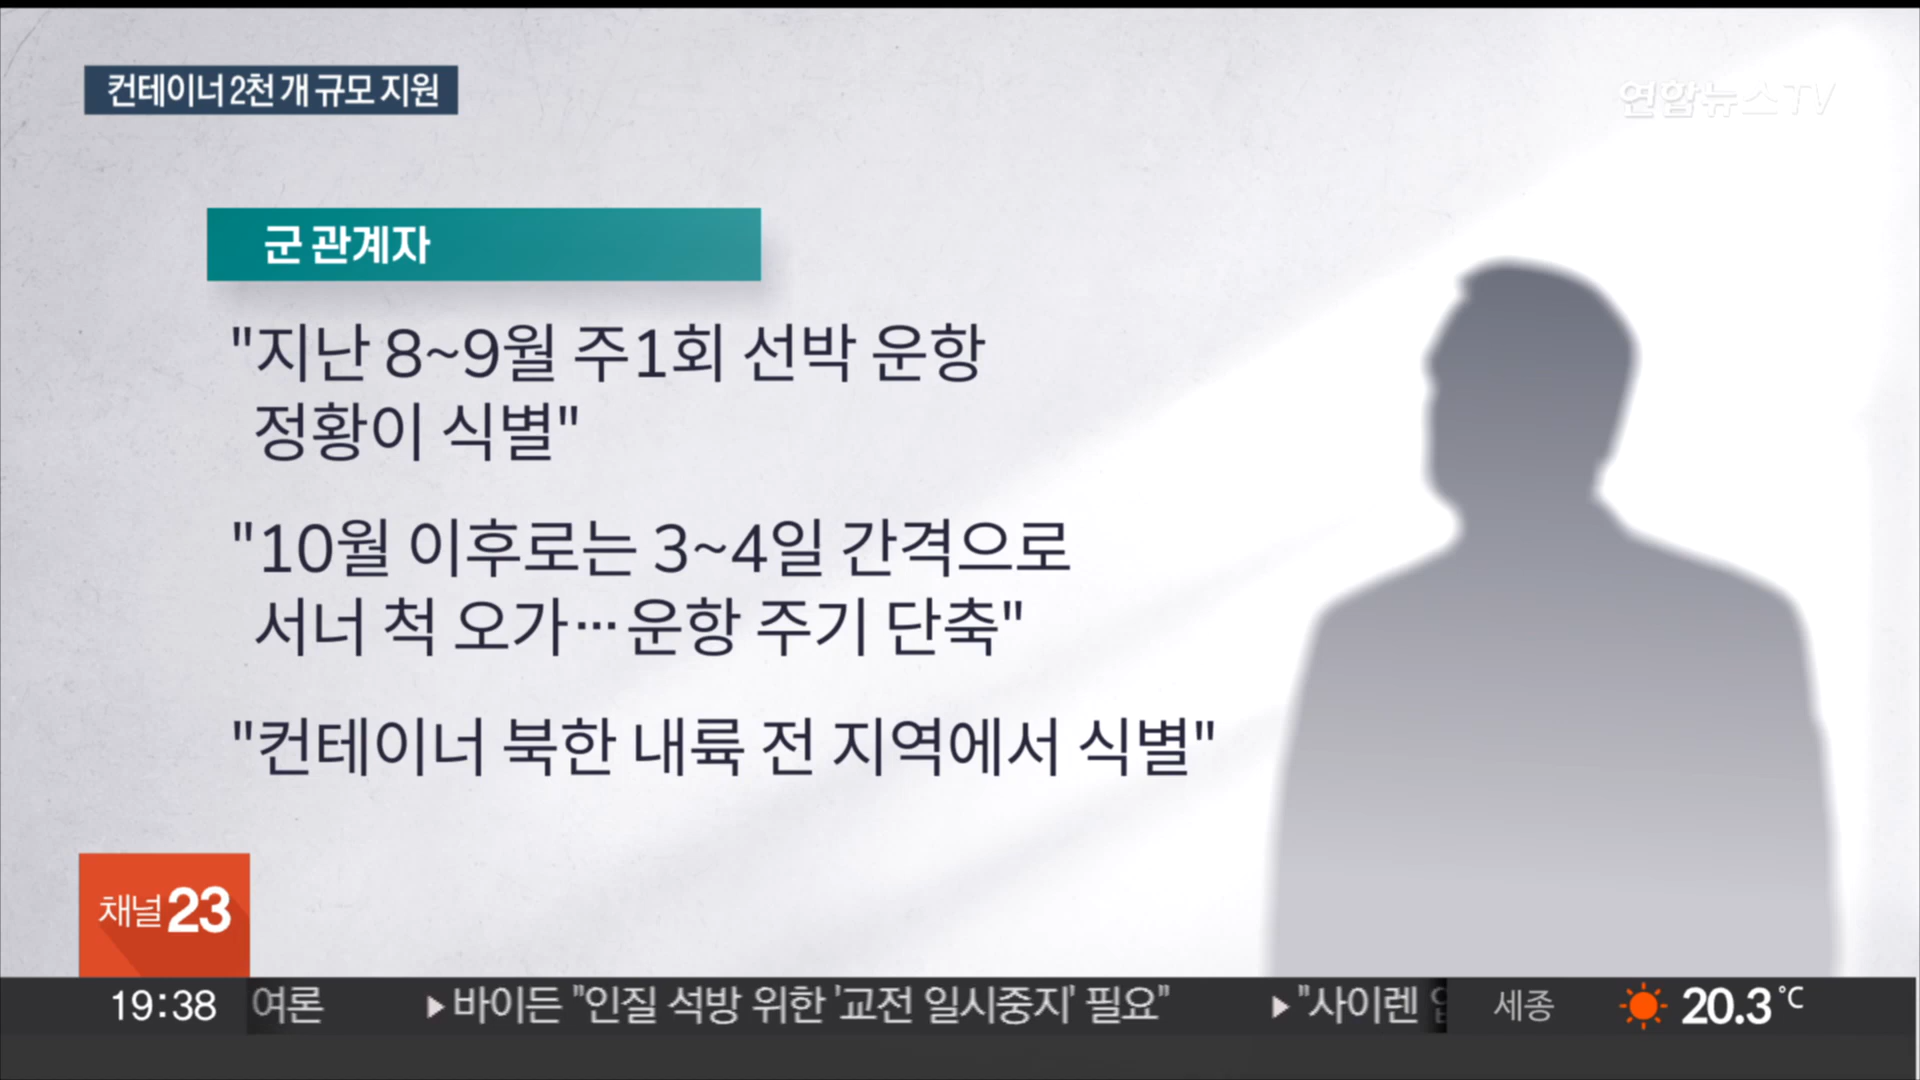 컨테이너 2천 개 규모 지원
연합뉴스TV
군 관계자
"지난 8~9월 주1회 선박 운항
정황이 식별"
"10월 이후로는 3~4일 간격으로
서너 척 오가…운항 주기 단축"
"컨테이너 북한 내륙 전 지역에서 식별"
채널 23
19:38 여론 ▶바이든 "인질 석방 위한 '교전 일시중지' 필요" ▶"사이렌 세종 20.3℃